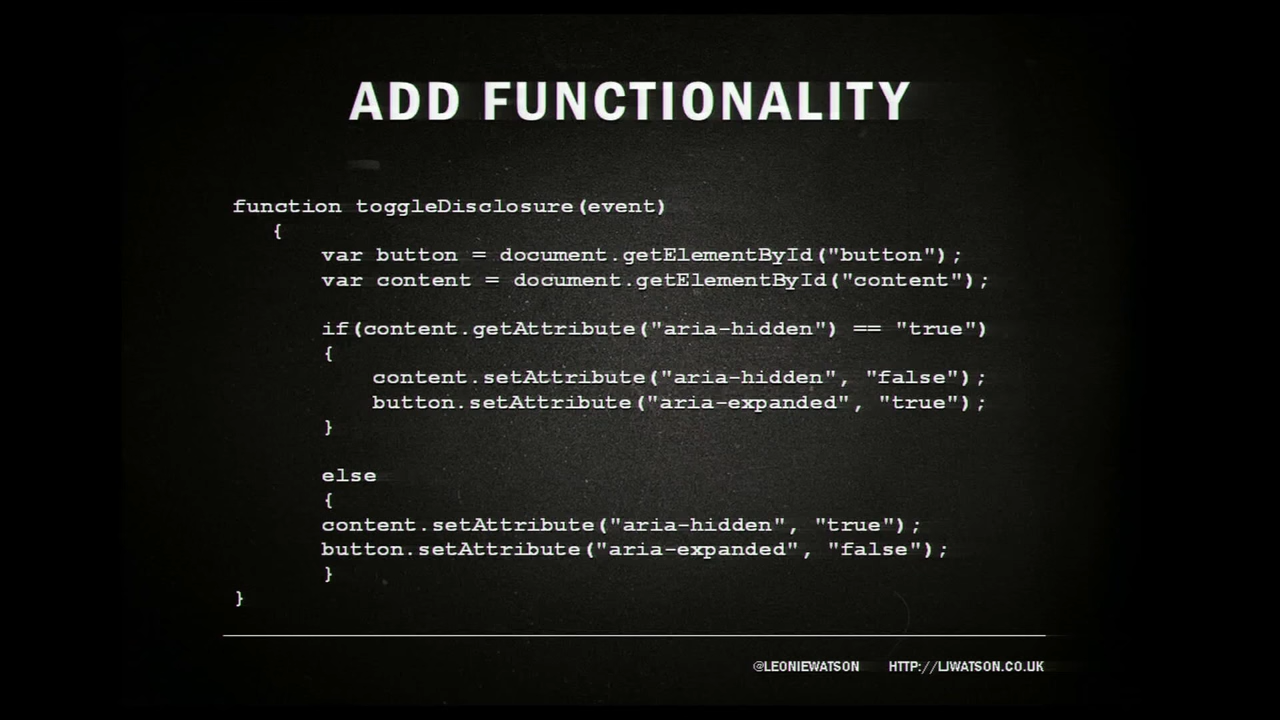 ADD FUNCTIONALITY
function toggleDisclosure(event)
{
var button = document.getElementById("button");
var content = document.getElementById("content");
if(content.getAttribute("aria-hidden") == "true")
{
content.setAttribute("aria-hidden", "false");
button.setAttribute("aria-expanded", "true");
}
else
{
content.setAttribute("aria-hidden", "true");
button.setAttribute("aria-expanded", "false");
}
}
@LEONIEWATSON HTTP://LJWATSON.CO.UK